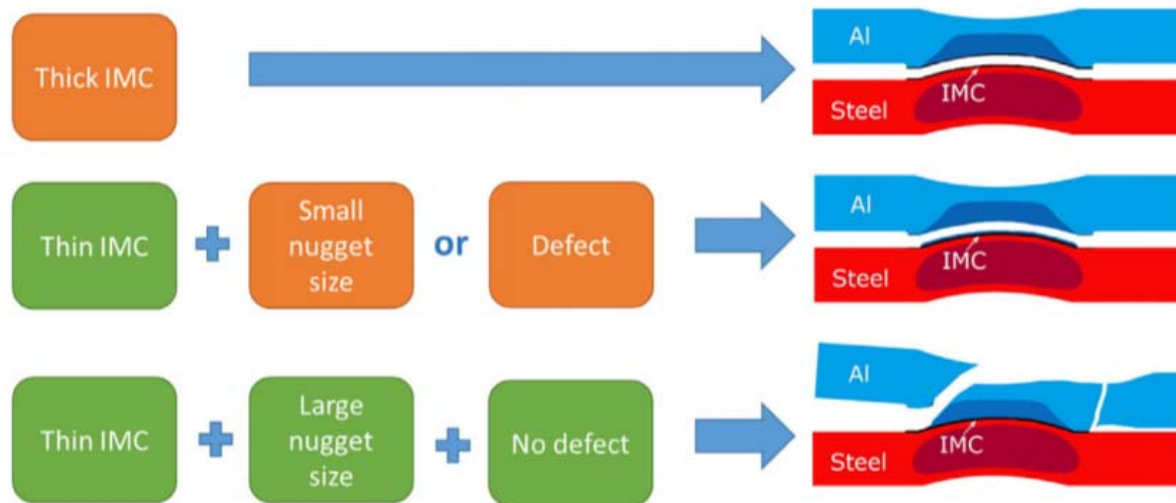 Thick IMC
Al
IMC
Steel
Thin IMC
Small
nugget
size
or
Defect
Al
IMC
Steel
Thin IMC
Large
nugget
size
No defect
Al
IMC
Steel